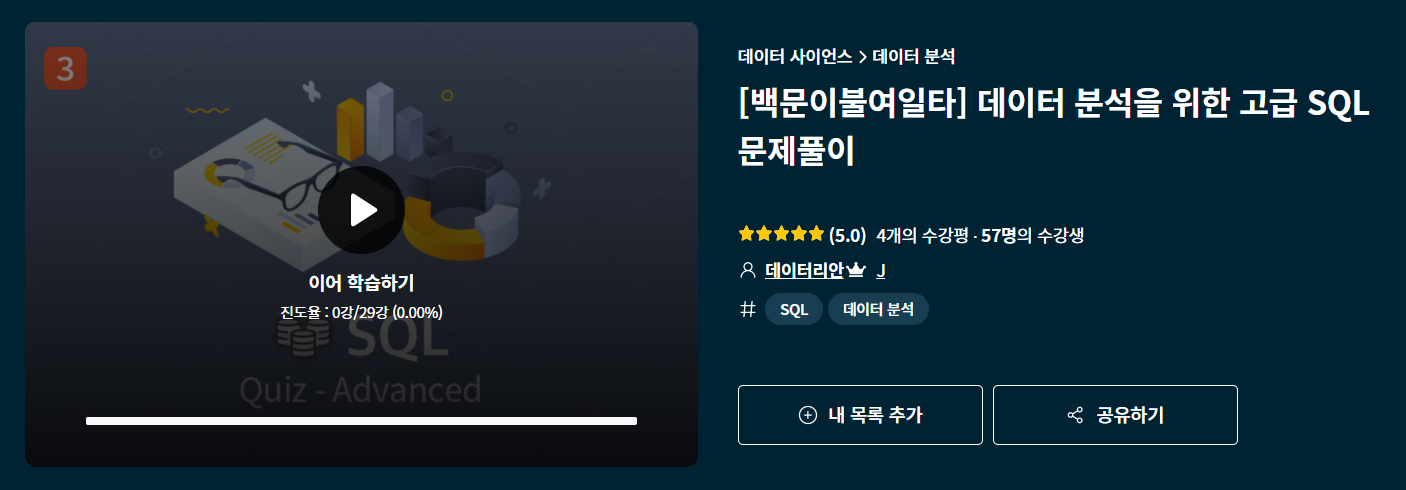 3
이어 학습하기
진도율 : 0강/29강 (0.00%)
SQL
Quiz - Advanced
데이터 사이언스 > 데이터 분석
[백문이불여일타] 데이터 분석을 위한 고급 SQL
문제풀이
(5.0) 4개의 수강평 · 57명의 수강생
데이터리안 J
# SQL 데이터 분석
내 목록 추가 공유하기